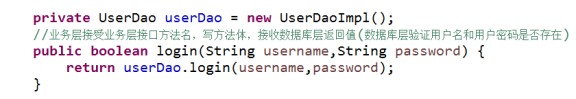 private UserDao userDao = new UserDaoImpl();
//业务层接受业务层接口方法名，写方法体，接收数据库层返回值(数据库层验证用户名和用户密码是否存在)
public boolean login(String username,String password) {
return userDao.login(username,password);
}